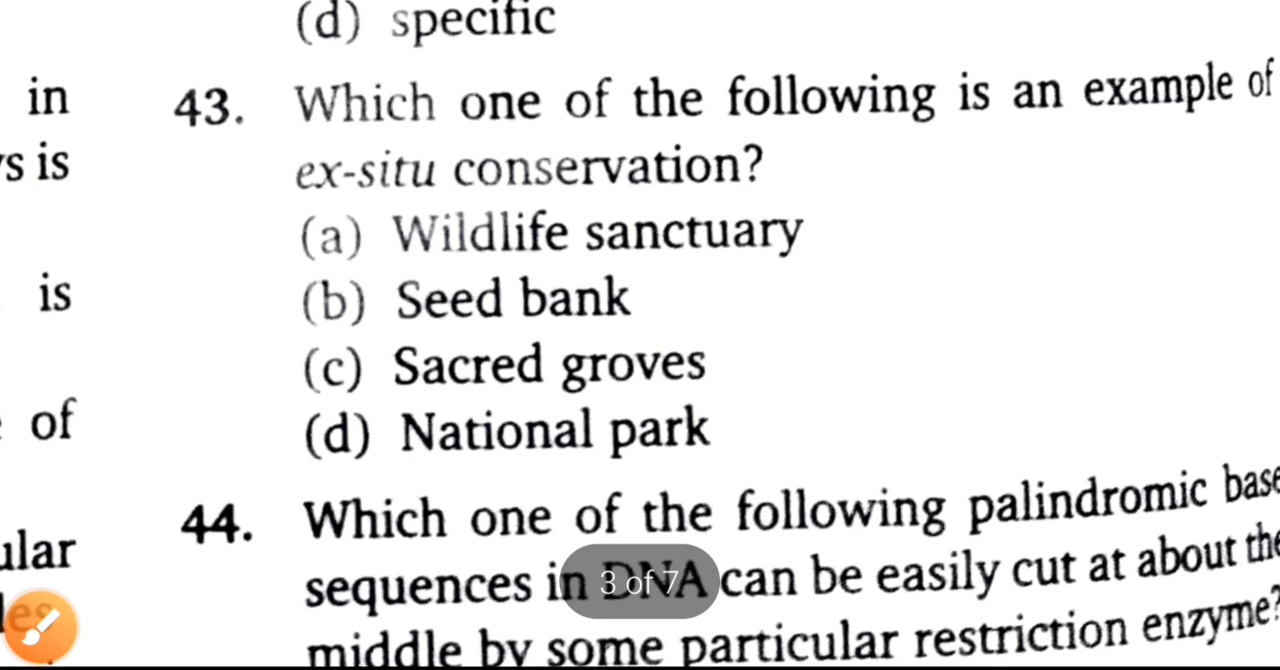 (d) specific
in
43. Which one of the following is an example of
s is
ex-situ conservation?
(a) Wildlife sanctuary
is
(b) Seed bank
(c) Sacred groves
of
(d) National park
44. Which one of the following palindromic base
ular
sequences in DNA can be easily cut at about the
3 of 7
les
middle by some particular restriction enzyme?